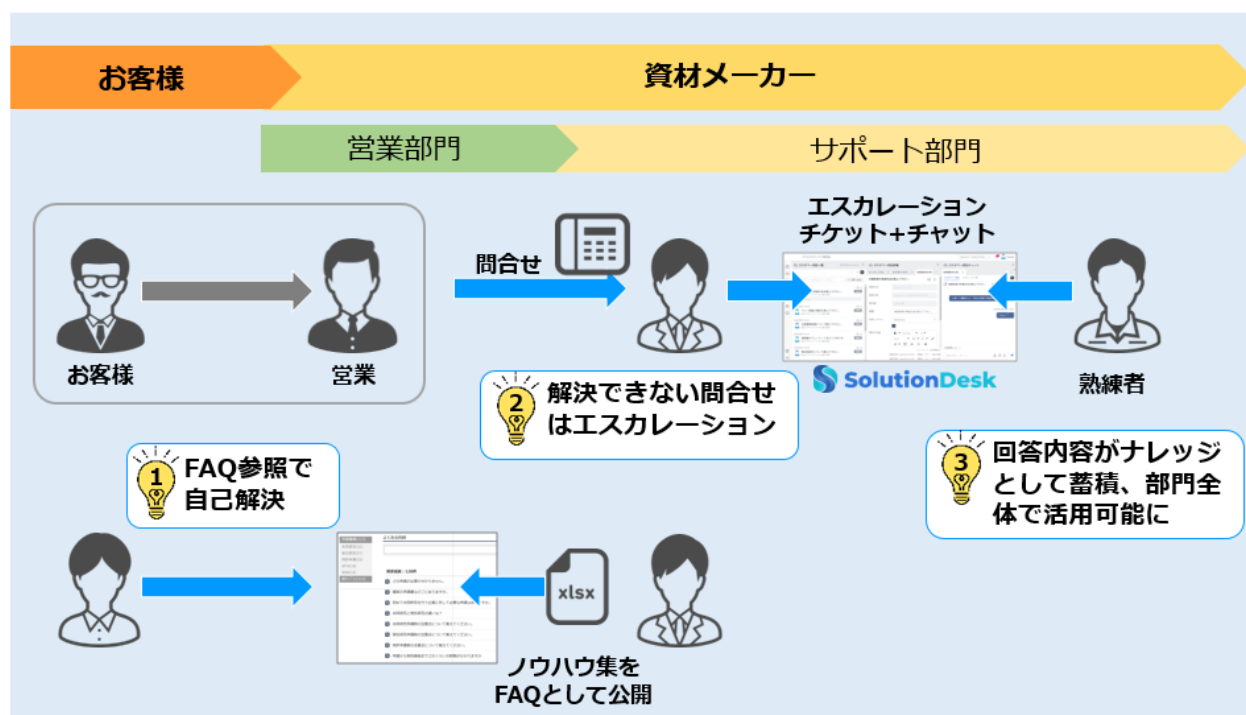 お客様
資材メーカー
営業部門
サポート部門
エスカレーション
チケット+チャット
問合せ
お客様
営業
SolutionDesk
熟練者
2
解決できない問合せ
はエスカレーション
1
FAQ参照で
自己解決
3
回答内容がナレッジ
として蓄積、部門全
体で活用可能に
xlsx
ノウハウ集を
FAQとして公開